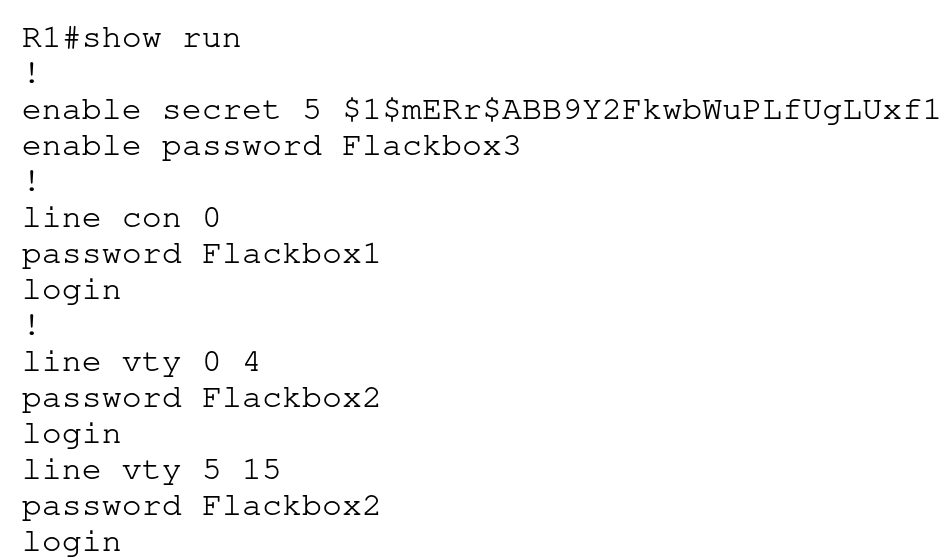 R1#show run
!
enable secret 5 $1$mERr$ABB9Y2FkwbWuPLfUgLUxf1
enable password Flackbox3
!
line con 0
password Flackbox1
login
!
line vty 0 4
password Flackbox2
login
line vty 5 15
password Flackbox2
login